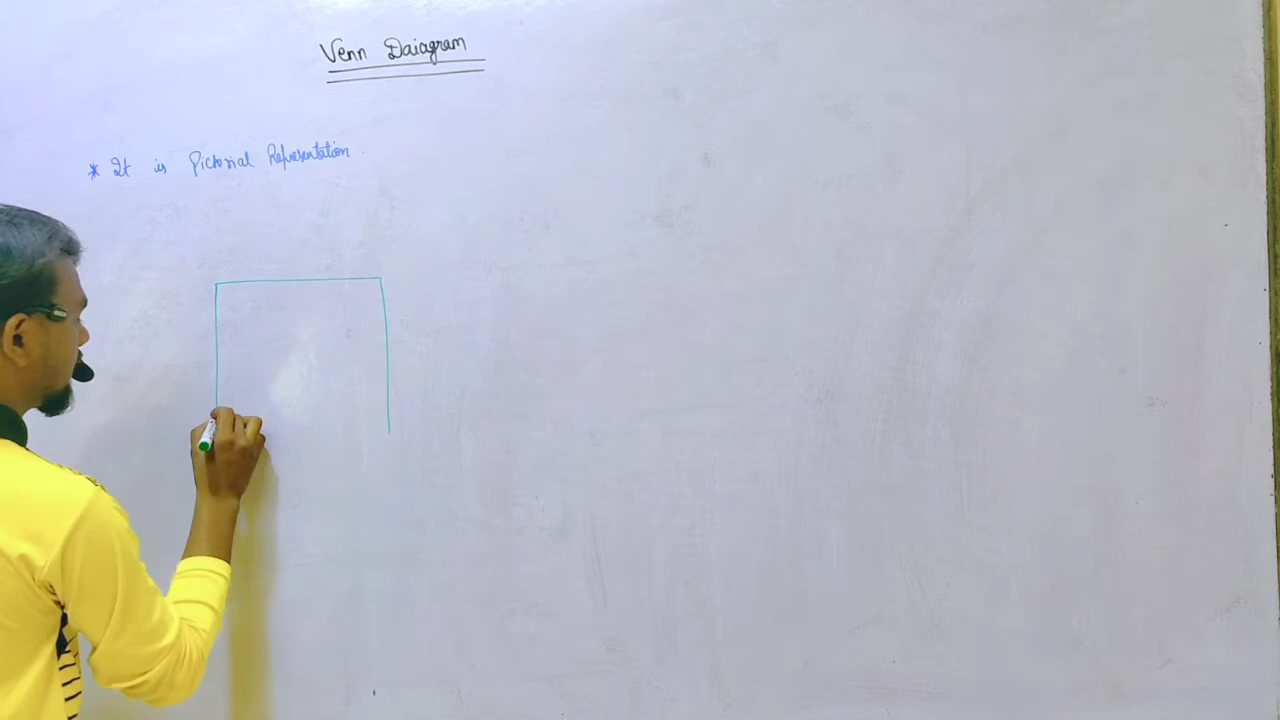 Venn Daiagram
* It is Pictorial Representation.